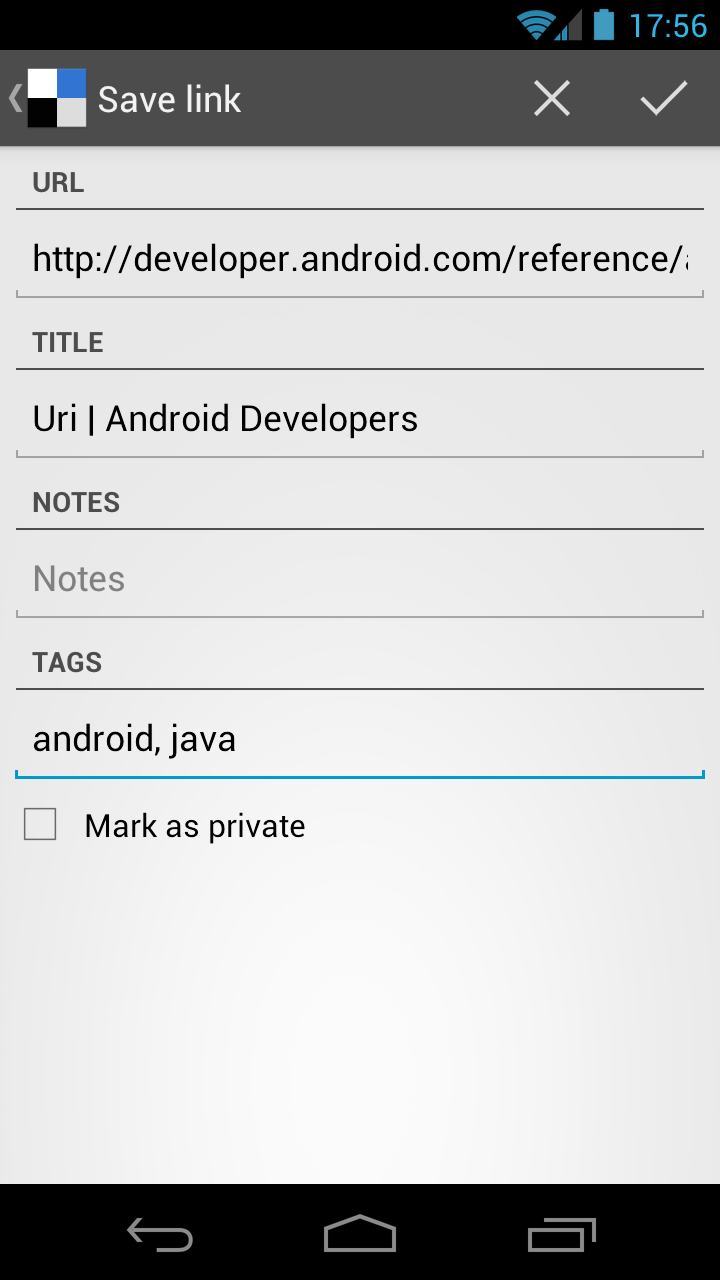 17:56
Save link
URL
http://developer.android.com/reference/
TITLE
Uri | Android Developers
NOTES
Notes
TAGS
android, java
Mark as private